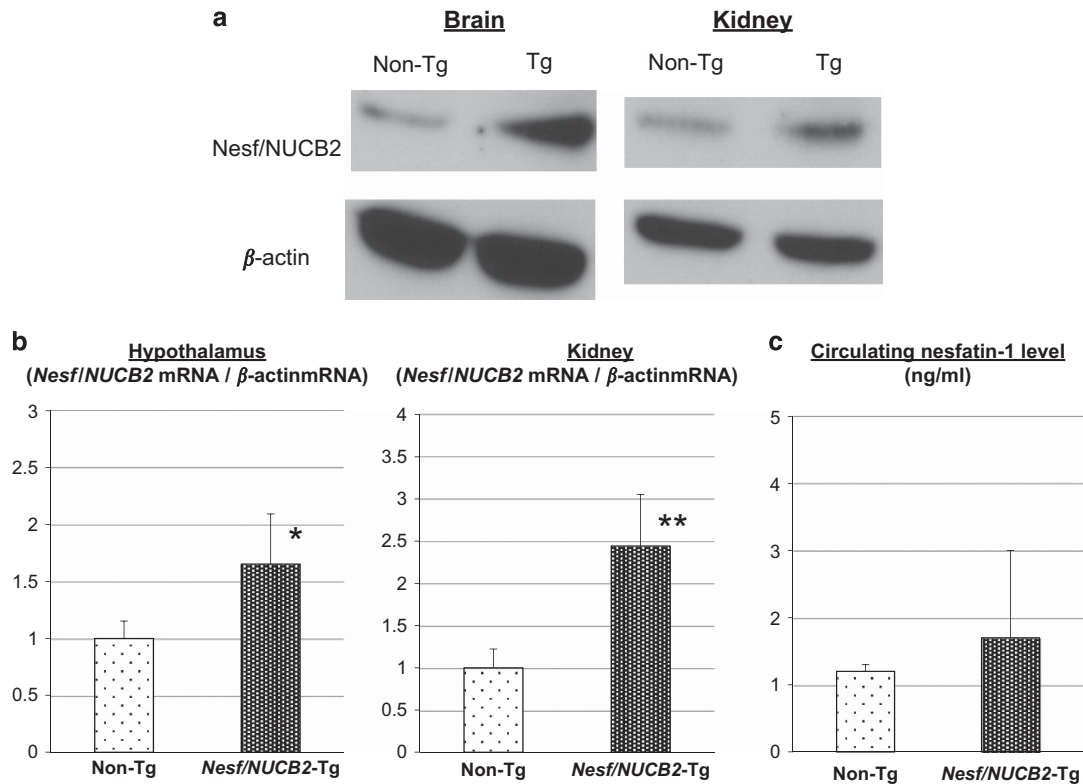 a
Brain Kidney
Non-Tg Tg Non-Tg Tg
Nesf/NUCB2
β-actin
b
Hypothalamus
(Nesf/NUCB2 mRNA / β-actinmRNA)
3
2.5
2
1.5
1
0.5
0
*
Non-Tg Nesf/NUCB2-Tg
Kidney
(Nesf/NUCB2 mRNA / β-actinmRNA)
4
3.5
3
2.5
2
1.5
1
0.5
0
**
Non-Tg Nesf/NUCB2-Tg
c
Circulating nesfatin-1 level
(ng/ml)
5
4
3
2
1
0
Non-Tg Nesf/NUCB2-Tg